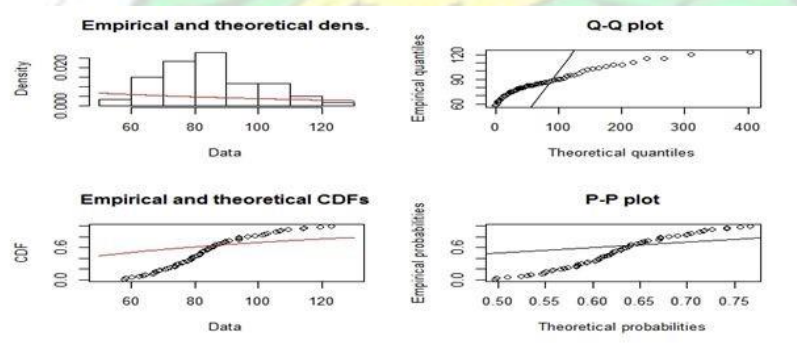 Empirical and theoretical dens.
Density
0.000 0.020
60 80 100 120
Data
Q-Q plot
Empirical quantiles
60 90 120
0 100 200 300 400
Theoretical quantiles
Empirical and theoretical CDFs
CDF
0.0 0.6
60 80 100 120
Data
P-P plot
Empirical probabilities
0.0 0.6
0.50 0.55 0.60 0.65 0.70 0.75
Theoretical probabilities